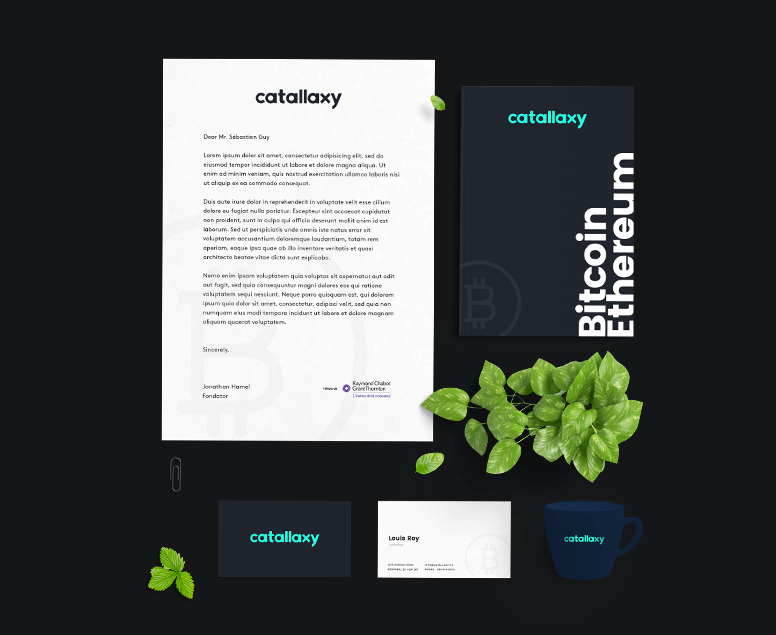 catallaxy
Dear Mr. Sébastien Guy
Lorem ipsum dolor sit amet, consectetur adipisicing elit, sed do
eiusmod tempor incididunt ut labore et dolore magna aliqua. Ut
enim ad minim veniam, quis nostrud exercitation ullamco laboris nisi
ut aliquip ex ea commodo consequat.
Duis aute irure dolor in reprehenderit in voluptate velit esse cillum
dolore eu fugiat nulla pariatur. Excepteur sint occaecat cupidatat
non proident, sunt in culpa qui officia deserunt mollit anim id est
laborum. Sed ut perspiciatis unde omnis iste natus error sit
voluptatem accusantium doloremque laudantium, totam rem
aperiam, eaque ipsa quae ab illo inventore veritatis et quasi
architecto beatae vitae dicta sunt explicabo.
Nemo enim ipsam voluptatem quia voluptas sit aspernatur aut odit
aut fugit, sed quia consequuntur magni dolores eos qui ratione
voluptatem sequi nesciunt. Neque porro quisquam est, qui dolorem
ipsum quia dolor sit amet, consectetur, adipisci velit, sed quia non
numquam eius modi tempora incidunt ut labore et dolore magnam
aliquam quaerat voluptatem.
Sincerely,
Jonathan Hamel
Fondator
Raymond Chabot
Grant Thornton
catallaxy
Bitcoin
Ethereum
catallaxy
Louis Roy
catallaxy